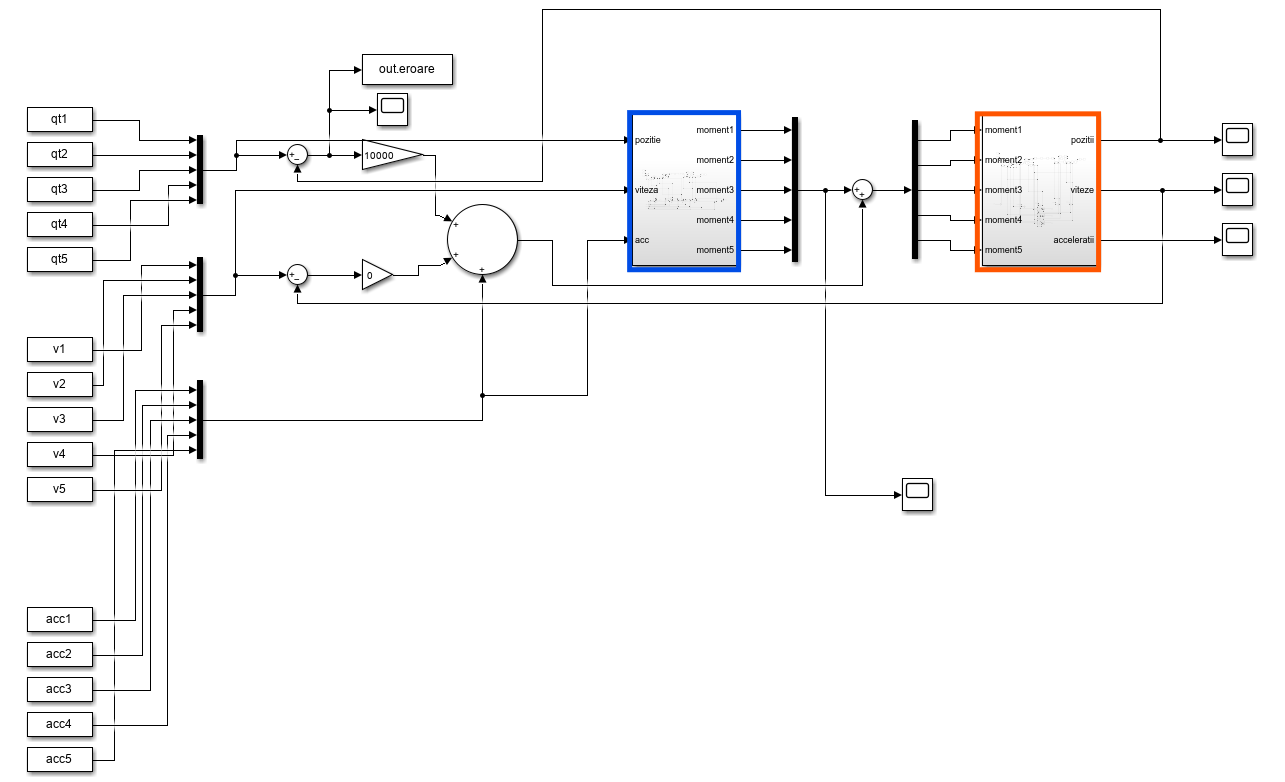 out.eroare
qt1
qt2
qt3
qt4
qt5
10000
v1
v2
v3
v4
v5
0
acc1
acc2
acc3
acc4
acc5
pozitie
viteza
acc
moment1
moment2
moment3
moment4
moment5
moment1
moment2
moment3
moment4
moment5
pozitii
viteze
acceleratii